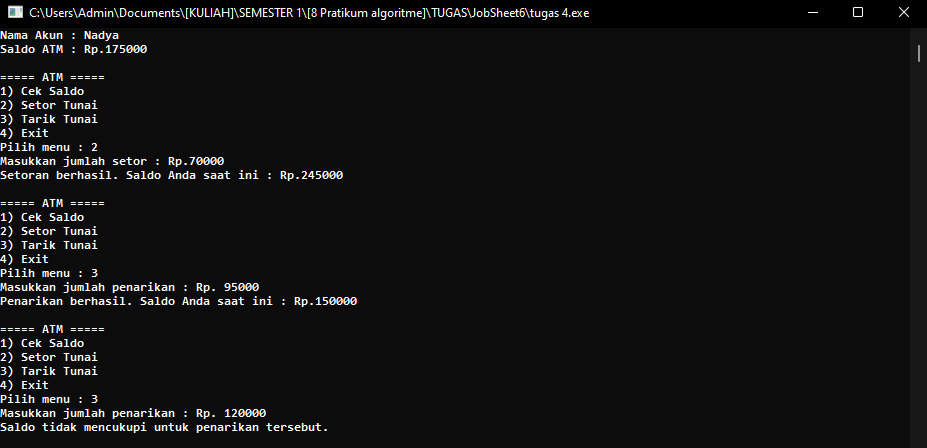 C:\Users\Admin\Documents\[KULIAH]\SEMESTER 1\[8 Pratikum algoritme]\TUGAS\JobSheet6\tugas 4.exe
Nama Akun : Nadya
Saldo ATM : Rp.175000
===== ATM =====
1) Cek Saldo
2) Setor Tunai
3) Tarik Tunai
4) Exit
Pilih menu : 2
Masukkan jumlah setor : Rp.70000
Setoran berhasil. Saldo Anda saat ini : Rp.245000
===== ATM =====
1) Cek Saldo
2) Setor Tunai
3) Tarik Tunai
4) Exit
Pilih menu : 3
Masukkan jumlah penarikan : Rp. 95000
Penarikan berhasil. Saldo Anda saat ini : Rp.150000
===== ATM =====
1) Cek Saldo
2) Setor Tunai
3) Tarik Tunai
4) Exit
Pilih menu : 3
Masukkan jumlah penarikan : Rp. 120000
Saldo tidak mencukupi untuk penarikan tersebut.